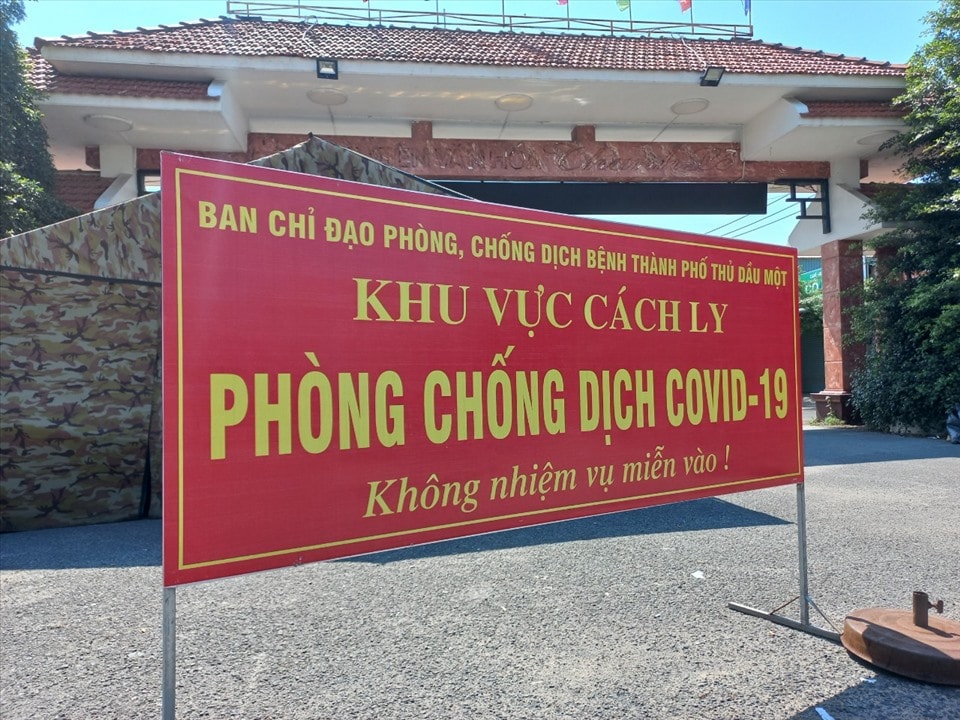 BAN CHỈ ĐẠO PHÒNG, CHỐNG DỊCH BỆNH THÀNH PHỐ THỦ DẦU MỘT
KHU VỰC CÁCH LY
PHÒNG CHỐNG DỊCH COVID-19
Không nhiệm vụ miễn vào !